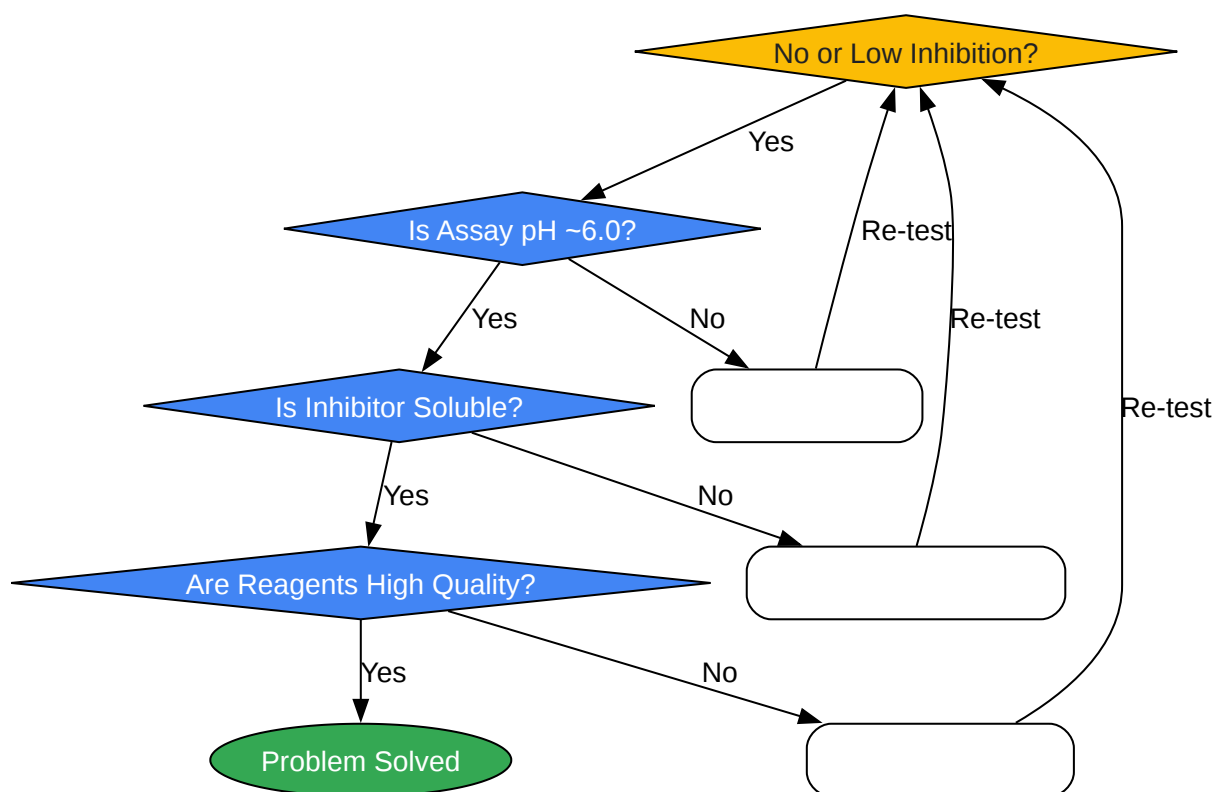 No or Low Inhibition?
Yes
Is Assay pH ~6.0?
Re-test
Yes
No
Re-test
Is Inhibitor Soluble?
Re-test
Yes
No
Are Reagents High Quality?
Yes
No
Problem Solved